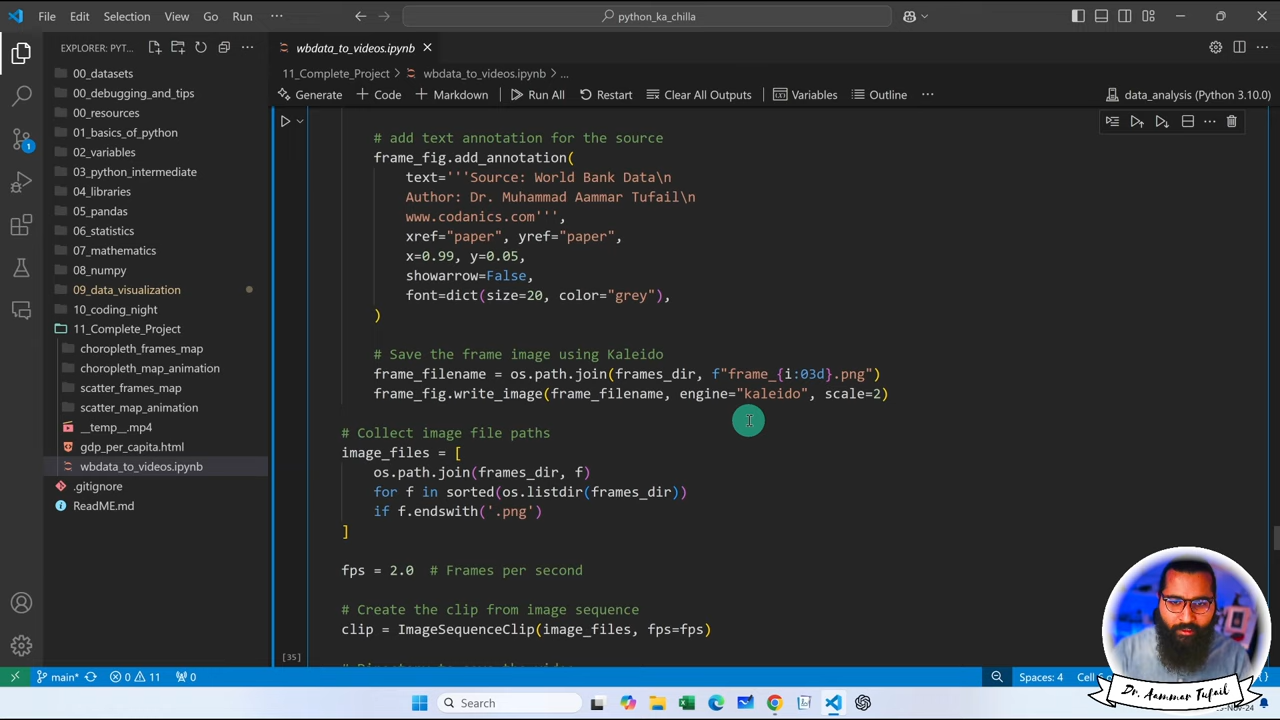 File Edit Selection View Go Run ··· python_ka_chilla
EXPLORER: PYT... ··· wbdata_to_videos.ipynb
11_Complete_Project > wbdata_to_videos.ipynb > ...
Generate + Code + Markdown Run All Restart Clear All Outputs Variables Outline ··· data_analysis (Python 3.10.0)
00_datasets
00_debugging_and_tips
00_resources
01_basics_of_python
02_variables
03_python_intermediate
04_libraries
05_pandas
06_statistics
07_mathematics
08_numpy
09_data_visualization
10_coding_night
11_Complete_Project
choropleth_frames_map
choropleth_map_animation
scatter_frames_map
scatter_map_animation
__temp__.mp4
gdp_per_capita.html
wbdata_to_videos.ipynb
.gitignore
ReadME.md
# add text annotation for the source
frame_fig.add_annotation(
text='''Source: World Bank Data\n
Author: Dr. Muhammad Aammar Tufail\n
www.codanics.com''',
xref="paper", yref="paper",
x=0.99, y=0.05,
showarrow=False,
font=dict(size=20, color="grey"),
)
# Save the frame image using Kaleido
frame_filename = os.path.join(frames_dir, f"frame_{i:03d}.png")
frame_fig.write_image(frame_filename, engine="kaleido", scale=2)
# Collect image file paths
image_files = [
os.path.join(frames_dir, f)
for f in sorted(os.listdir(frames_dir))
if f.endswith('.png')
]
fps = 2.0 # Frames per second
# Create the clip from image sequence
clip = ImageSequenceClip(image_files, fps=fps)
[35]
main* 0 11 0 Spaces: 4
Search
Dr. Aammar Tufail